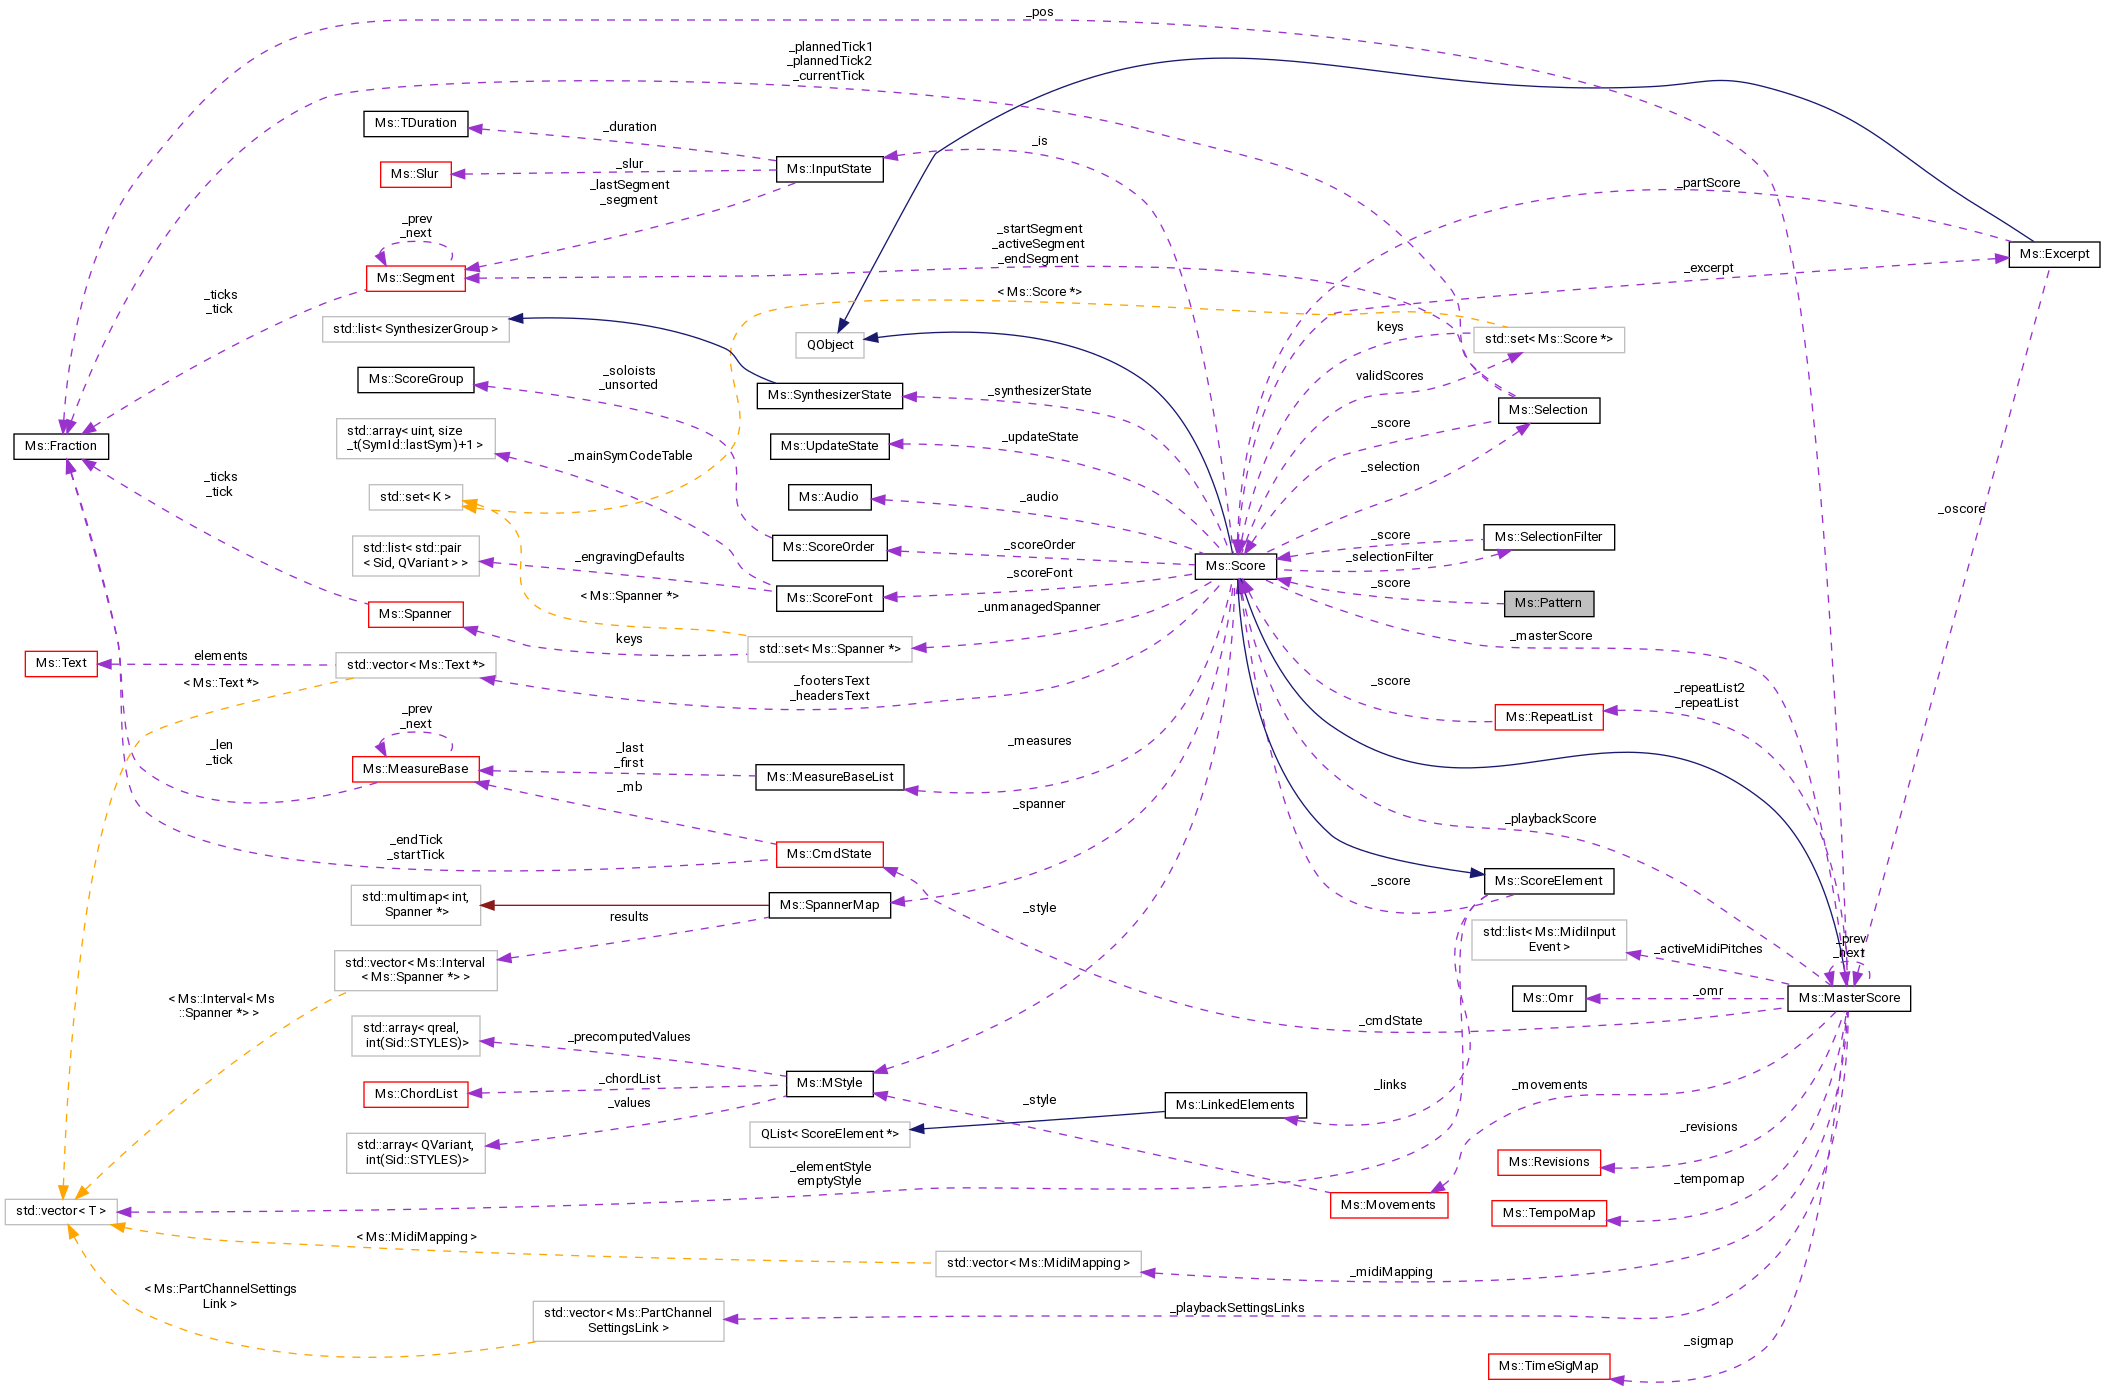 _pos
_plannedTick1
_plannedTick2
_currentTick
Ms::TDuration
_duration
_is
Ms::Slur
_slur
Ms::InputState
_lastSegment
_segment
_partScore
_prev
_next
_startSegment
_activeSegment
_endSegment
Ms::Excerpt
Ms::Segment
_excerpt
_ticks
_tick
< Ms::Score *>
std::list< SynthesizerGroup >
QObject
keys
std::set< Ms::Score *>
Ms::ScoreGroup
_soloists
_unsorted
Ms::SynthesizerState
_synthesizerState
validScores
Ms::Selection
_score
Ms::Fraction
std::array< uint, size
_t(SymId::lastSym)+1 >
Ms::UpdateState
_updateState
_mainSymCodeTable
_selection
_ticks
_tick
std::set< K >
Ms::Audio
_audio
_oscore
std::list< std::pair
< Sid, QVariant > >
_engravingDefaults
Ms::ScoreOrder
_scoreOrder
Ms::Score
_score
Ms::SelectionFilter
_selectionFilter
< Ms::Spanner *>
Ms::ScoreFont
_scoreFont
_score
Ms::Pattern
Ms::Spanner
_unmanagedSpanner
keys
std::set< Ms::Spanner *>
_masterScore
Ms::Text
elements
std::vector< Ms::Text *>
< Ms::Text *>
_footersText
_headersText
_score
_repeatList2
_repeatList
Ms::RepeatList
_prev
_next
_len
_tick
Ms::MeasureBase
_last
_first
_mb
Ms::MeasureBaseList
_measures
_spanner
_playbackScore
_endTick
_startTick
Ms::CmdState
_score
Ms::ScoreElement
std::multimap< int,
Spanner *>
Ms::SpannerMap
results
_style
std::list< Ms::MidiInput
Event >
_activeMidiPitches
_prev
_next
std::vector< Ms::Interval
< Ms::Spanner *> >
< Ms::Interval< Ms
::Spanner *> >
Ms::Omr
_omr
Ms::MasterScore
_cmdState
std::array< qreal,
int(Sid::STYLES)>
_precomputedValues
Ms::MStyle
Ms::ChordList
_chordList
_values
_style
Ms::LinkedElements
_links
_movements
std::array< QVariant,
int(Sid::STYLES)>
QList< ScoreElement *>
_revisions
Ms::Revisions
_elementStyle
emptyStyle
_tempomap
std::vector< T >
Ms::Movements
Ms::TempoMap
< Ms::MidiMapping >
std::vector< Ms::MidiMapping >
_midiMapping
< Ms::PartChannelSettings
Link >
std::vector< Ms::PartChannel
SettingsLink >
_playbackSettingsLinks
_sigmap
Ms::TimeSigMap